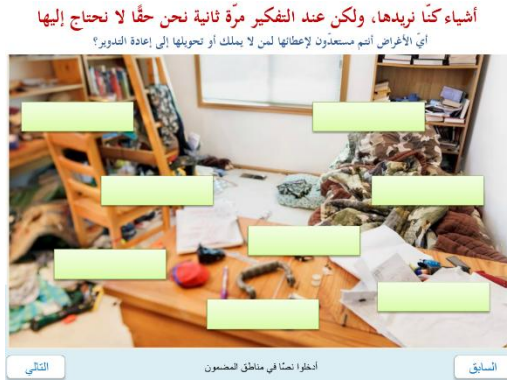 أشياء كنّا نريدها، ولكن عند التفكير مرّة ثانية نحن حقًّا لا نحتاج إليها
أيّ الأغراض أنتم مستعدّون لإعطائها لمن لا يملك أو تحويلها إلى إعادة التدوير؟
السابق
أدخلوا نصًّا في مناطق المضمون
التالي